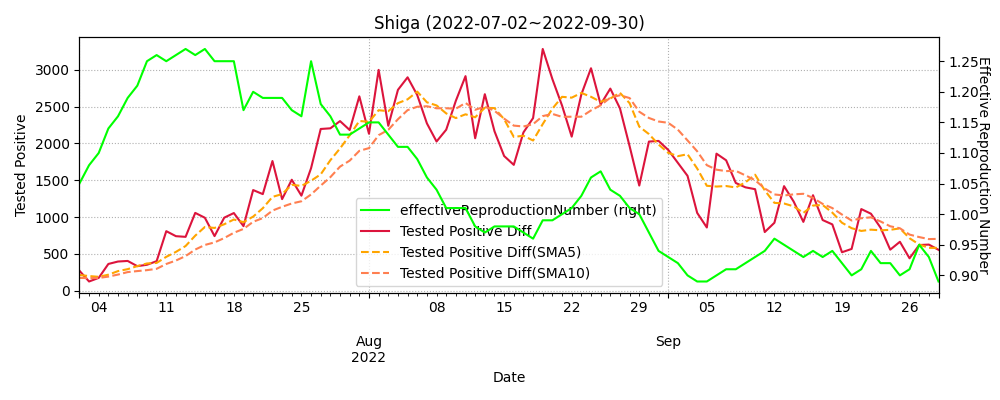 Shiga (2022-07-02~2022-09-30)
Tested Positive
3000
2500
2000
1500
1000
500
0
1.25
1.20
1.15
1.10
1.05
1.00
0.95
0.90
Effective Reproduction Number
effectiveReproductionNumber (right)
Tested Positive Diff
Tested Positive Diff(SMA5)
Tested Positive Diff(SMA10)
04 11 18 25 08 15 22 29 05 12 19 26
Aug Sep
2022
Date